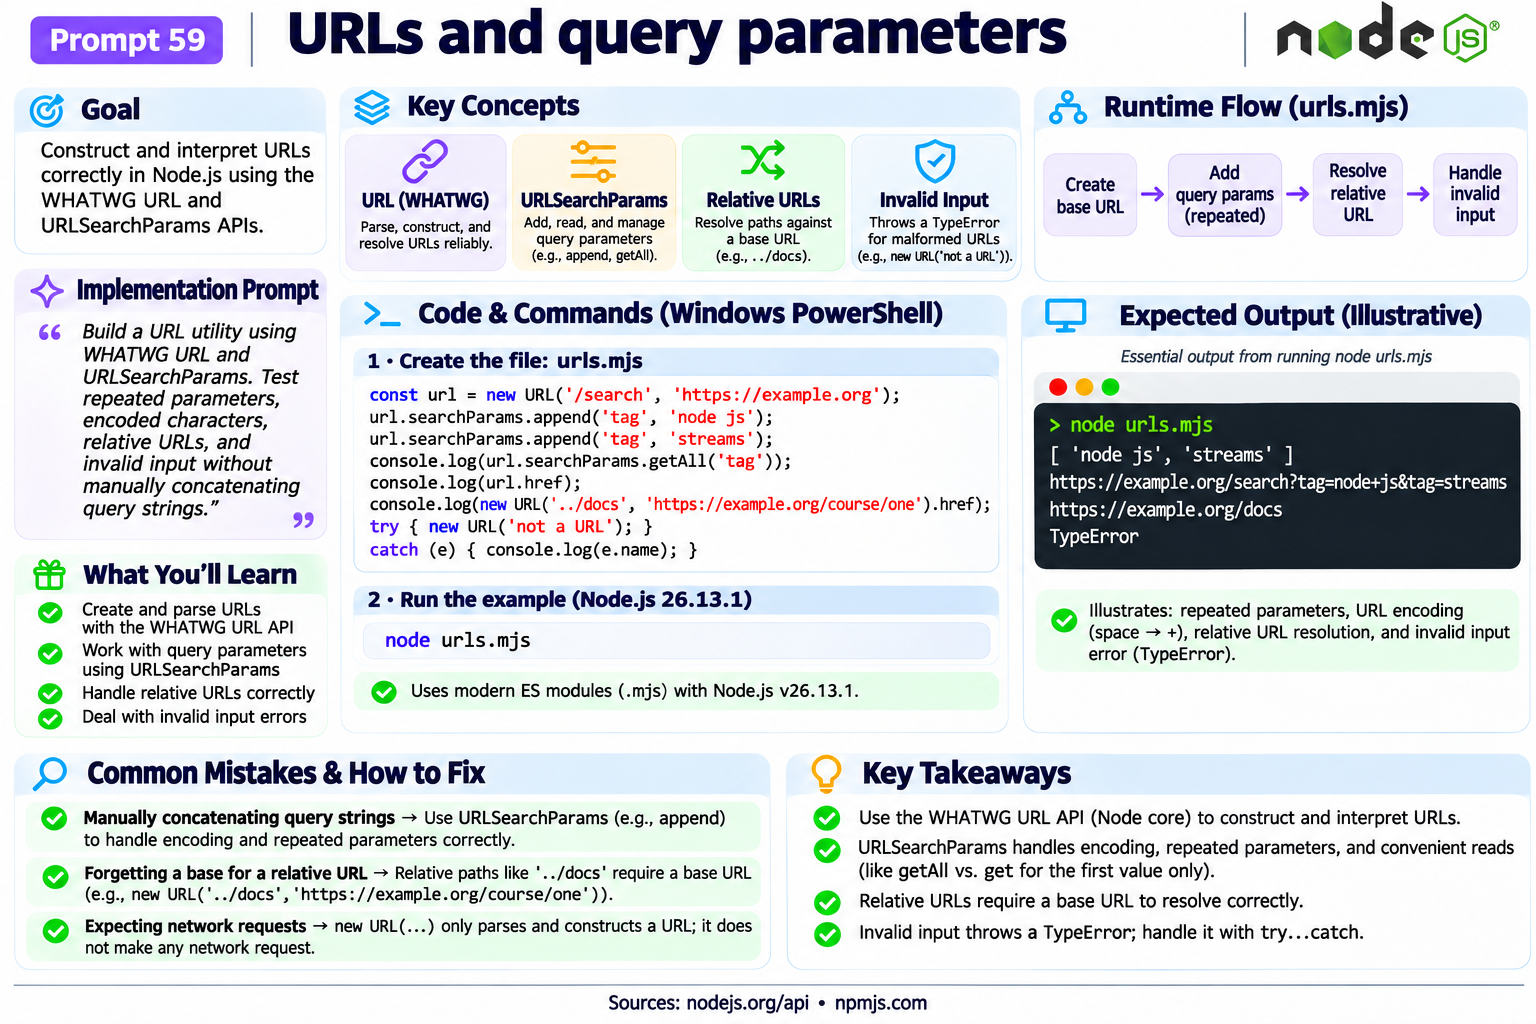 Prompt 59
URLs and query parameters
node JS ®
Goal
Construct and interpret URLs
correctly in Node.js using the
WHATWG URL and
URLSearchParams APIs.
Implementation Prompt
“ Build a URL utility using
WHATWG URL and
URLSearchParams. Test
repeated parameters,
encoded characters,
relative URLs, and
invalid input without
manually concatenating
query strings.”
”
What You’ll Learn
Create and parse URLs
with the WHATWG URL API
Work with query parameters
using URLSearchParams
Handle relative URLs correctly
Deal with invalid input errors
Key Concepts
URL (WHATWG)
Parse, construct, and
resolve URLs reliably.
URLSearchParams
Add, read, and manage
query parameters
(e.g., append, getAll).
Relative URLs
Resolve paths against
a base URL
(e.g., ../docs).
Invalid Input
Throws a TypeError
for malformed URLs
(e.g., new URL('not a URL')).
Runtime Flow (urls.mjs)
Create
base URL
→
Add
query params
(repeated)
→
Resolve
relative
URL
→
Handle
invalid
input
Code & Commands (Windows PowerShell)
1 • Create the file: urls.mjs
const url = new URL('/search', 'https://example.org');
url.searchParams.append('tag', 'node js');
url.searchParams.append('tag', 'streams');
console.log(url.searchParams.getAll('tag'));
console.log(url.href);
console.log(new URL('../docs', 'https://example.org/course/one').href);
try { new URL('not a URL'); }
catch (e) { console.log(e.name); }
2 • Run the example (Node.js 26.13.1)
node urls.mjs
Uses modern ES modules (.mjs) with Node.js v26.13.1.
Expected Output (Illustrative)
Essential output from running node urls.mjs
> node urls.mjs
[ 'node js', 'streams' ]
https://example.org/search?tag=node+js&tag=streams
https://example.org/docs
TypeError
Illustrates: repeated parameters, URL encoding
(space → +), relative URL resolution, and invalid input
error (TypeError).
Common Mistakes & How to Fix
Manually concatenating query strings → Use URLSearchParams (e.g., append)
to handle encoding and repeated parameters correctly.
Forgetting a base for a relative URL → Relative paths like '../docs' require a base URL
(e., new URL('../docs','https://example.org/course/one')).
Expecting network requests → new URL(...) only parses and constructs a URL; it does
not make any network request.
Key Takeaways
Use the WHATWG URL API (Node core) to construct and interpret URLs.
URLSearchParams handles encoding, repeated parameters, and convenient reads
(like getAll vs. get for the first value only).
Relative URLs require a base URL to resolve correctly.
Invalid input throws a TypeError; handle it with try...catch.
Sources: nodejs.org/api • npmjs.com